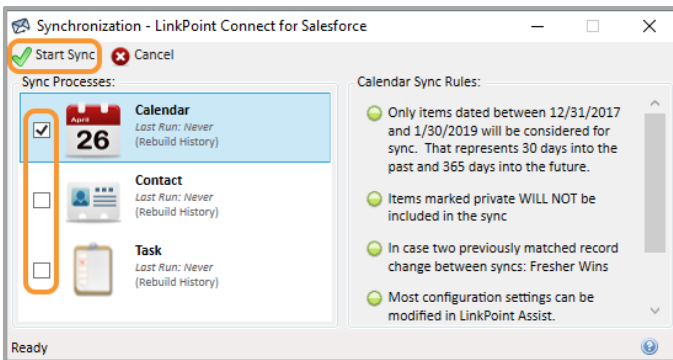 Synchronization - LinkPoint Connect for Salesforce
Start Sync Cancel
Sync Processes:
April
26
Calendar
Last Run: Never
(Rebuild History)
Contact
Last Run: Never
(Rebuild History)
Task
Last Run: Never
(Rebuild History)
Calendar Sync Rules:
Only items dated between 12/31/2017
and 1/30/2019 will be considered for
sync. That represents 30 days into the
past and 365 days into the future.
Items marked private WILL NOT be
included in the sync
In case two previously matched record
change between syncs: Fresher Wins
Most configuration settings can be
modified in LinkPoint Assist.
Ready